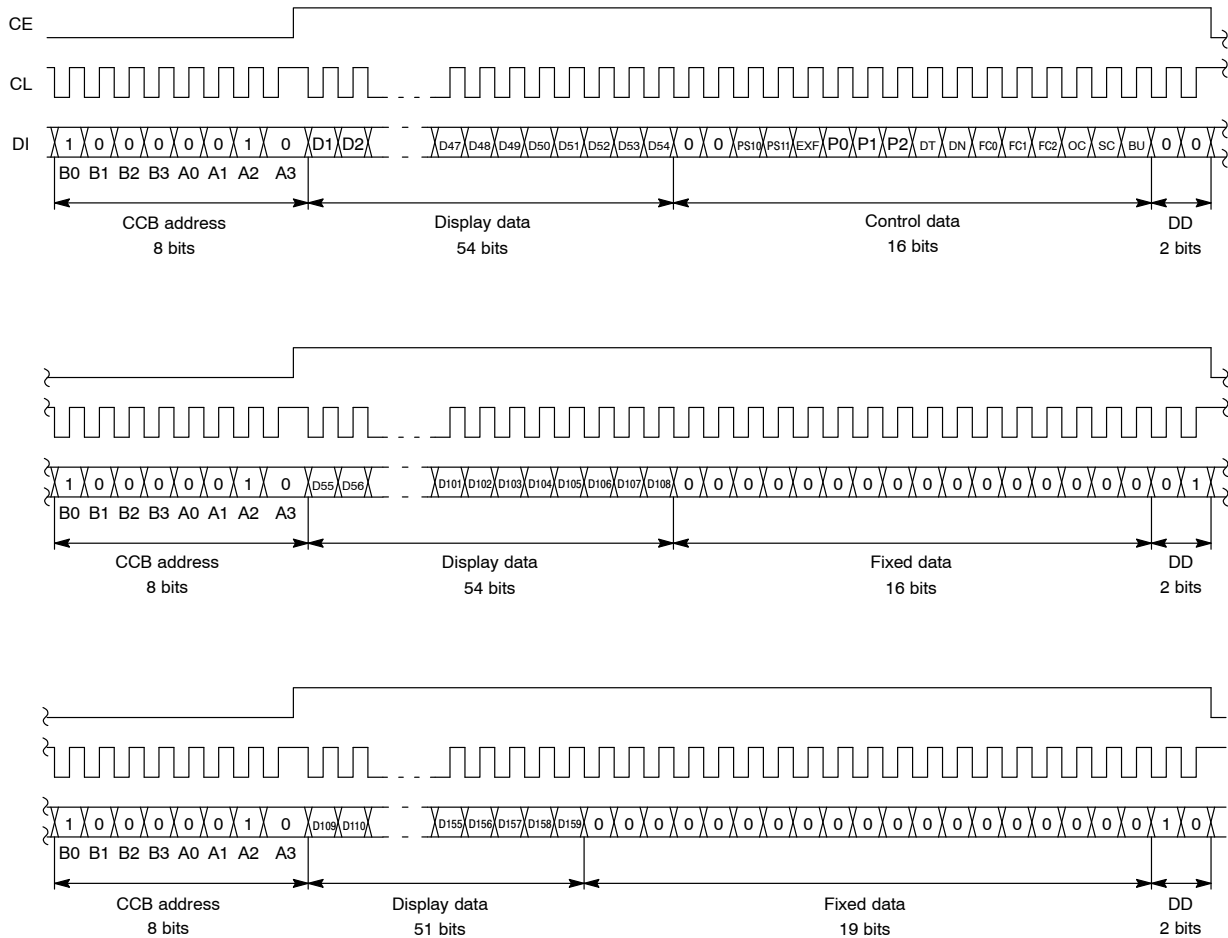 CE
CL
DI 1 0 0 0 0 0 1 0 D1 D2 D47 D48 D49 D50 D51 D52 D53 D54 0 0 PS10 PS11 EXF P0 P1 P2 DT DN FC0 FC1 FC2 OC SC BU 0 0
B0 B1 B2 B3 A0 A1 A2 A3
CCB address Display data Control data DD
8 bits 54 bits 16 bits 2 bits
1 0 0 0 0 0 1 0 D55 D56 D101 D102 D103 D104 D105 D106 D107 D108 0 0 0 0 0 0 0 0 0 0 0 0 0 0 0 0 0 1
B0 B1 B2 B3 A0 A1 A2 A3
CCB address Display data Fixed data DD
8 bits 54 bits 16 bits 2 bits
1 0 0 0 0 0 1 0 D109 D110 D155 D156 D157 D158 D159 0 0 0 0 0 0 0 0 0 0 0 0 0 0 0 0 0 0 0 1 0
B0 B1 B2 B3 A0 A1 A2 A3
CCB address Display data Fixed data DD
8 bits 51 bits 19 bits 2 bits